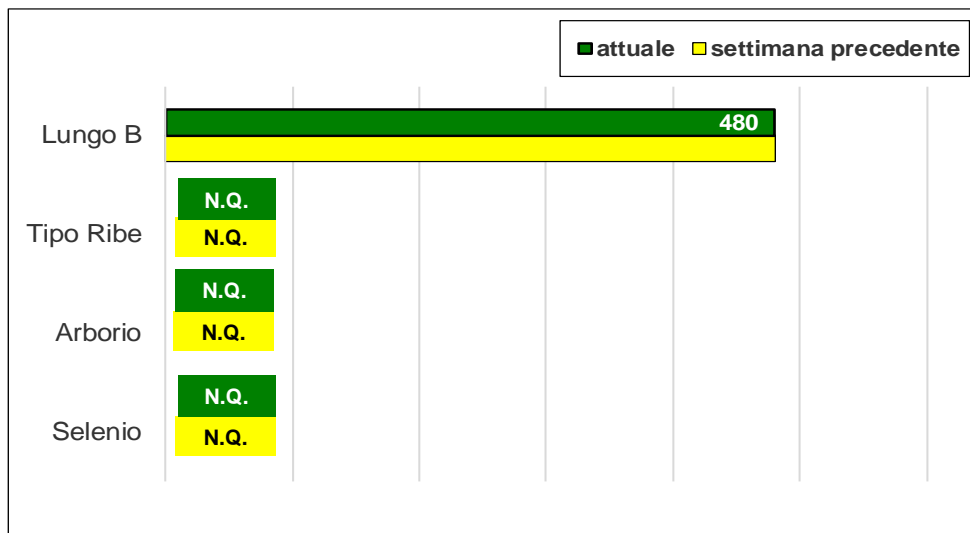 attuale settimana precedente
Lungo B 480
N.Q.
Tipo Ribe N.Q.
N.Q.
Arborio N.Q.
N.Q.
Selenio N.Q.